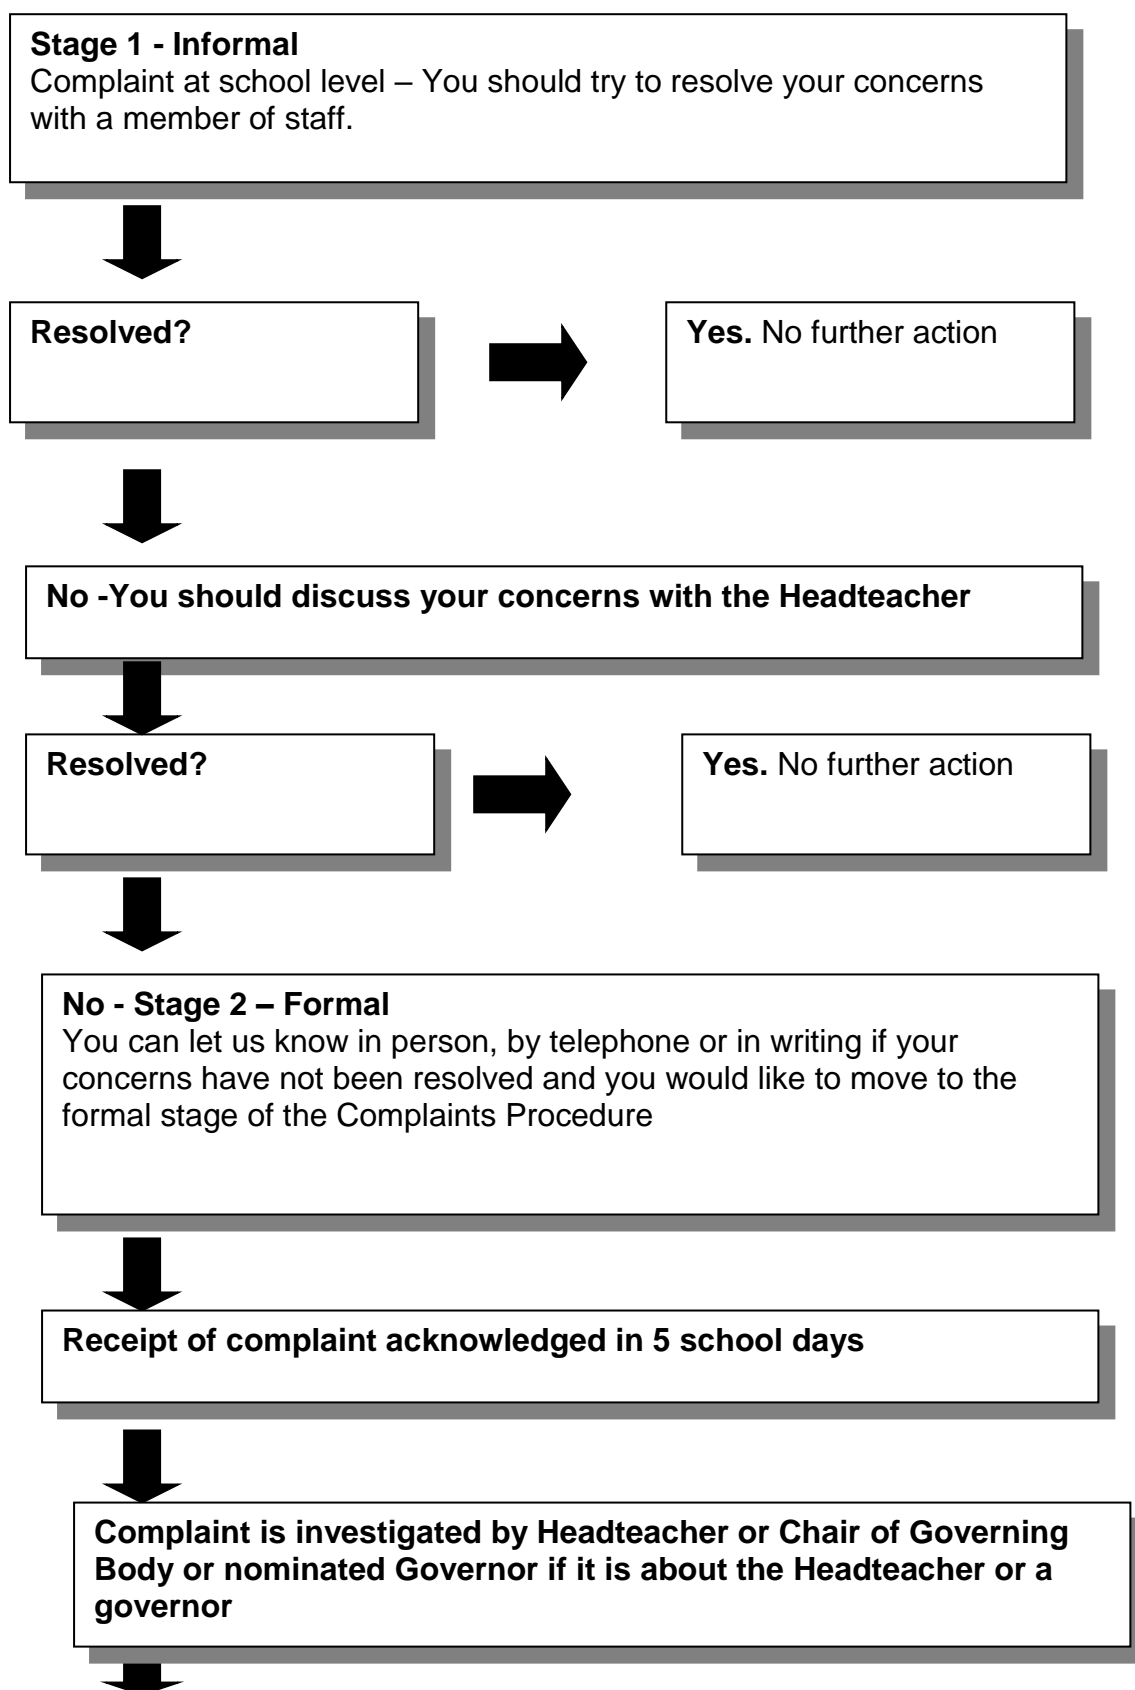 Stage 1 - Informal
Complaint at school level – You should try to resolve your concerns
with a member of staff.
Resolved?
Yes. No further action
No -You should discuss your concerns with the Headteacher
Resolved?
Yes. No further action
No - Stage 2 – Formal
You can let us know in person, by telephone or in writing if your
concerns have not been resolved and you would like to move to the
formal stage of the Complaints Procedure
Receipt of complaint acknowledged in 5 school days
Complaint is investigated by Headteacher or Chair of Governing
Body or nominated Governor if it is about the Headteacher or a
governor